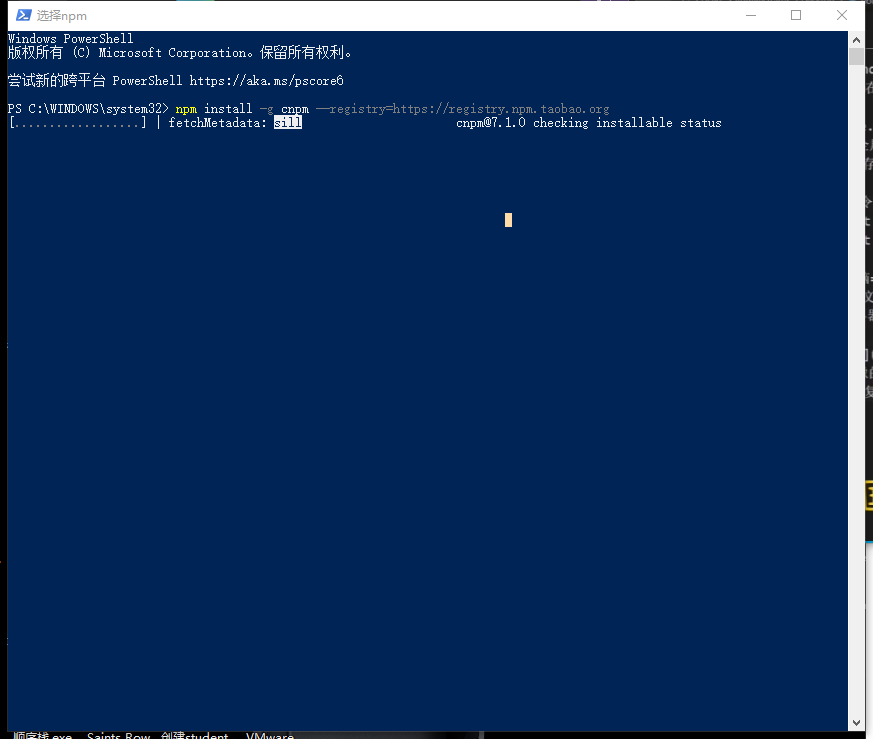 选择npm
Windows PowerShell
版权所有 (C) Microsoft Corporation。保留所有权利。
尝试新的跨平台 PowerShell https://aka.ms/pscore6
PS C:\WINDOWS\system32> npm install -g cnpm --registry=https://registry.npm.taobao.org
[..................] | fetchMetadata: sill cnpm@7.1.0 checking installable status
顺序栈.exe Saints Row 创建student VMware